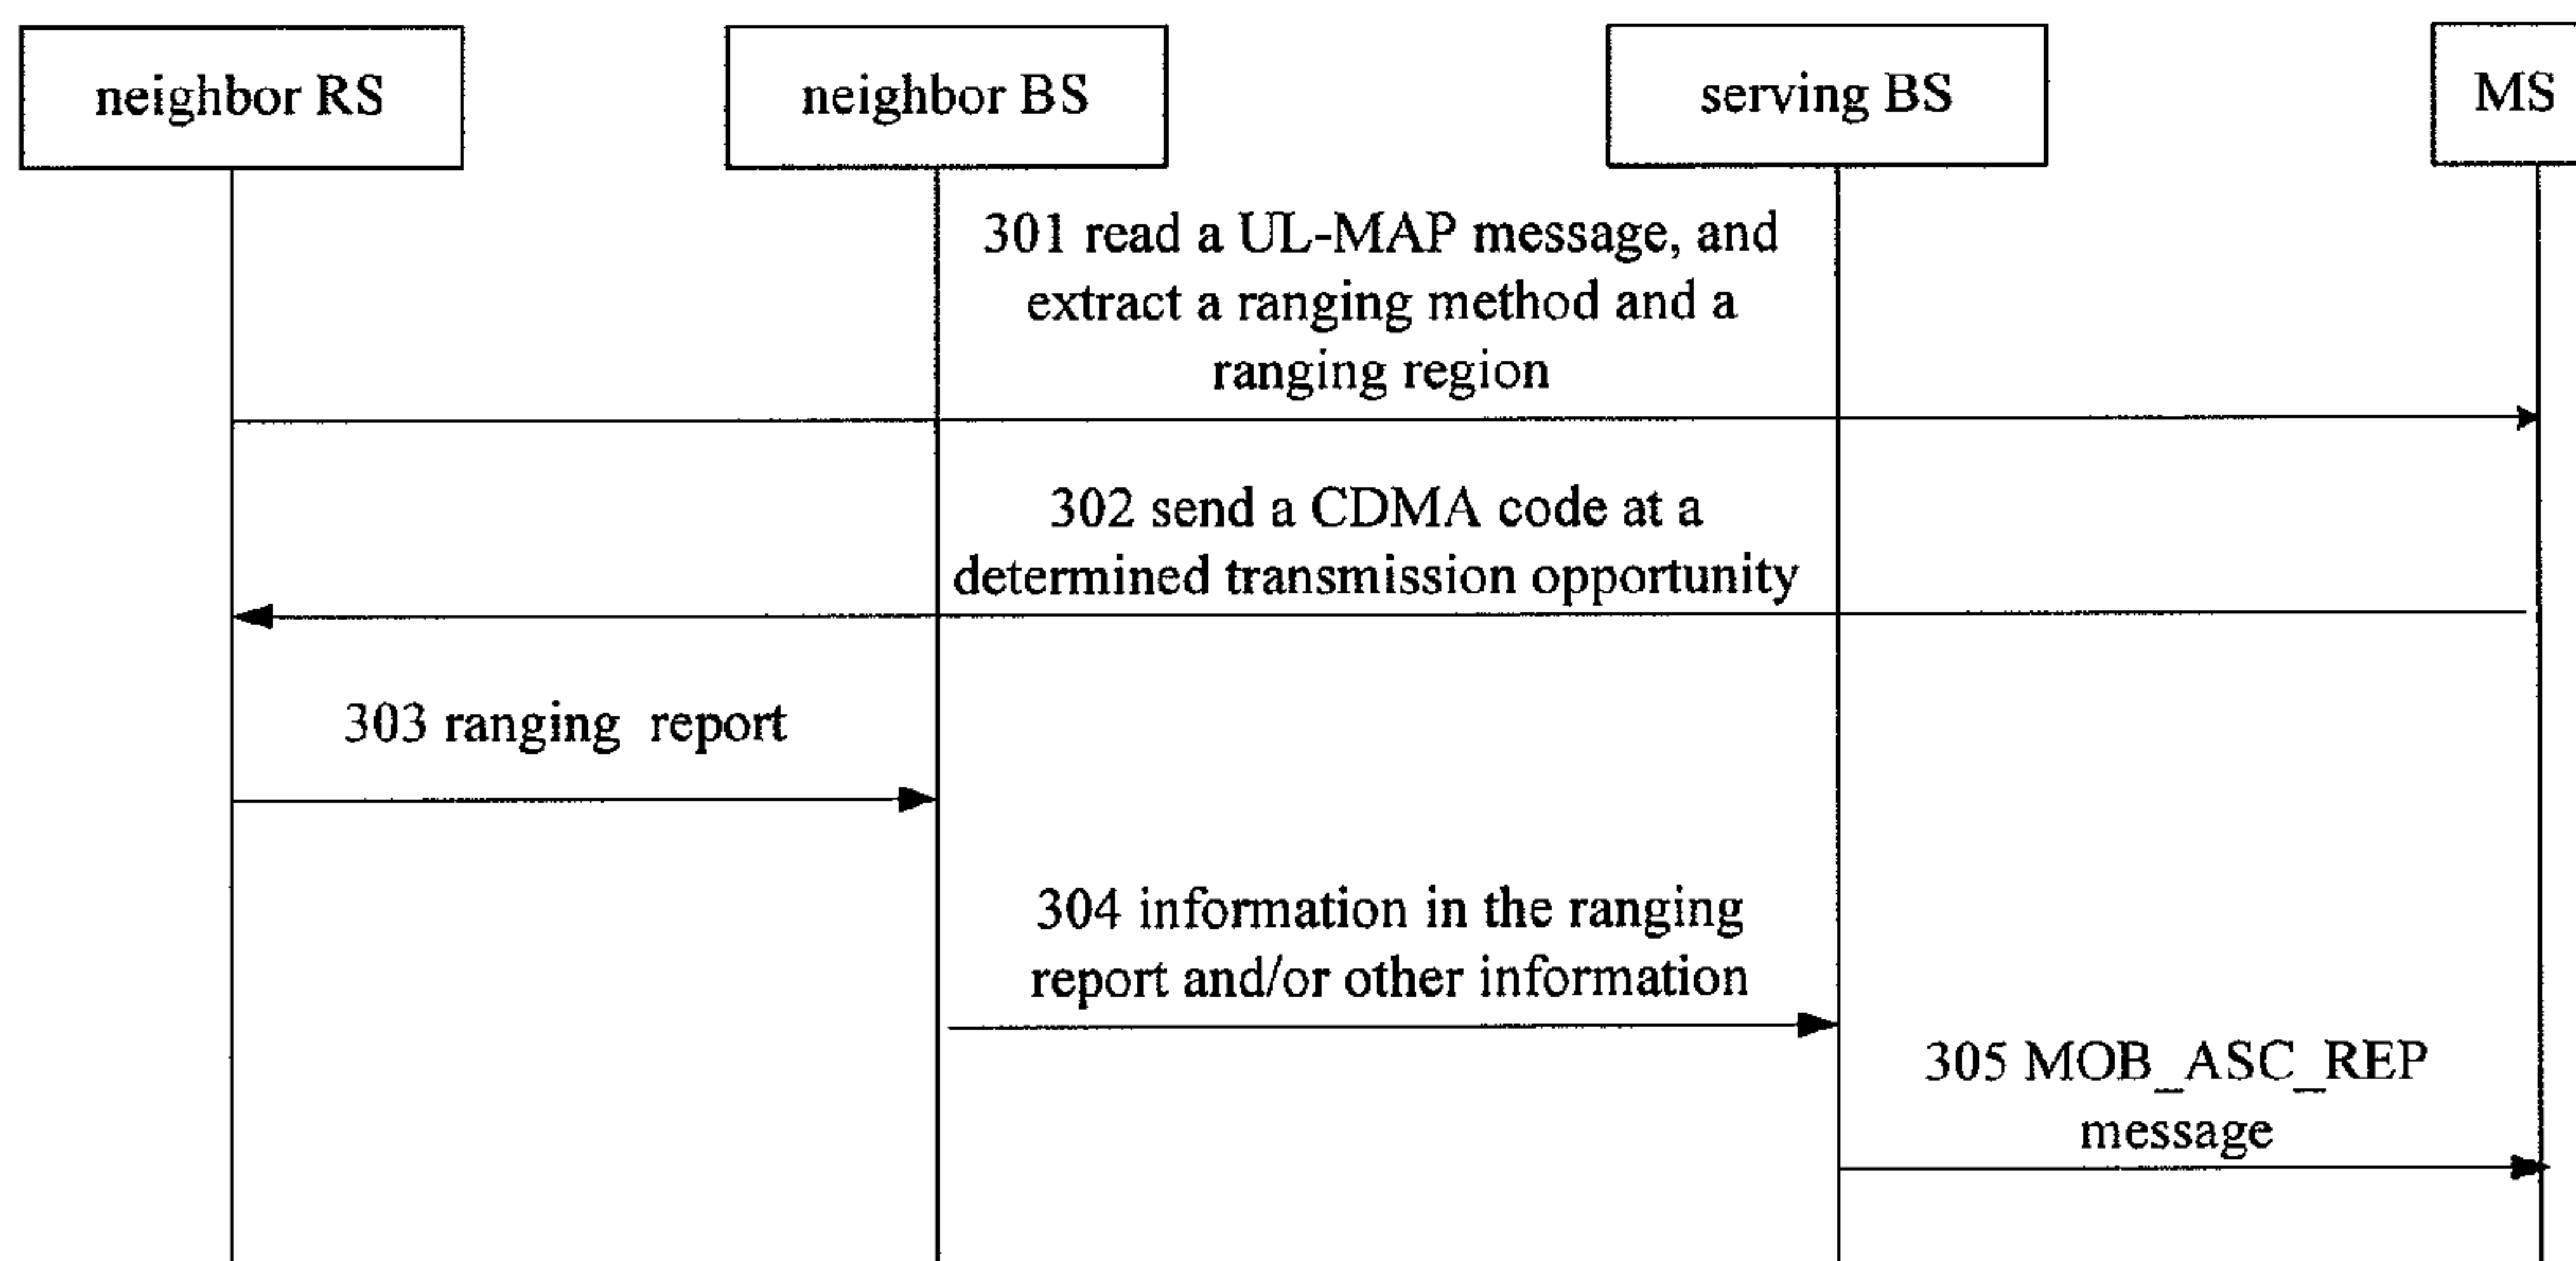 neighbor RS
neighbor BS
serving BS
MS
301 read a UL-MAP message, and
extract a ranging method and a
ranging region
302 send a CDMA code at a
determined transmission opportunity
303 ranging report
304 information in the ranging
report and/or other information
305 MOB_ASC_REP
message